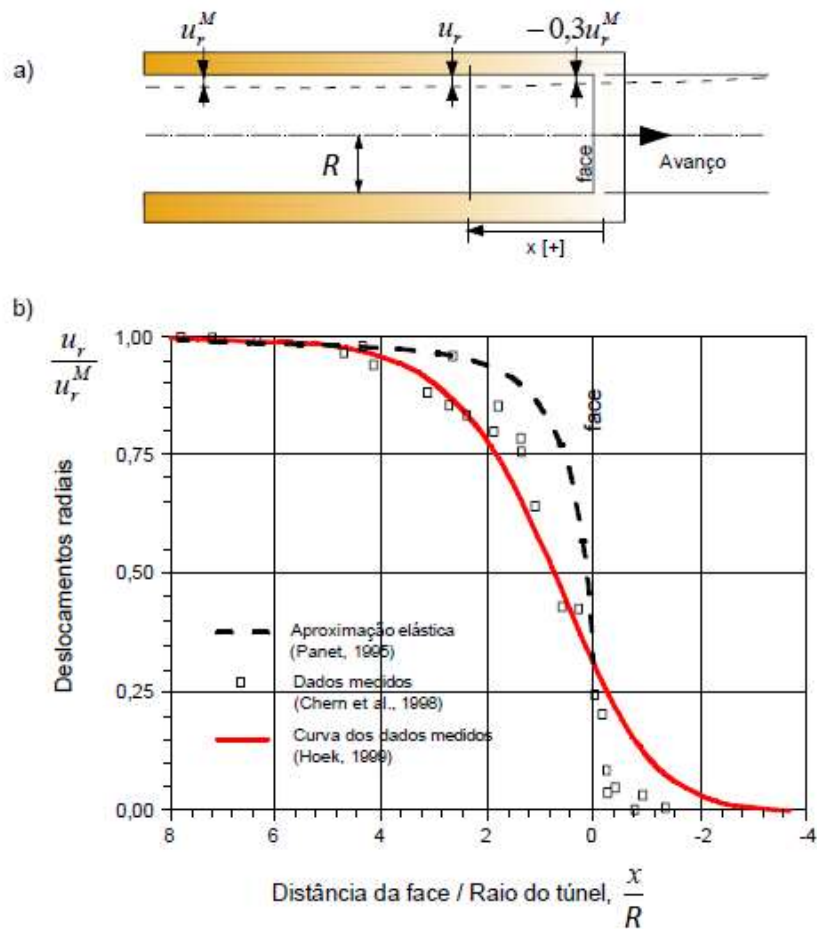 a)
u_r^M
u_r
−0,3u_r^M
R
face
Avanço
x [+]
b)
u_r / u_r^M
Deslocamentos radiais
1,00
0,75
0,50
0,25
0,00
face
Aproximação elástica
(Panet, 1995)
Dados medidos
(Chern et al., 1998)
Curva dos dados medidos
(Hoek, 1999)
8 6 4 2 0 -2 -4
Distância da face / Raio do túnel, x/R